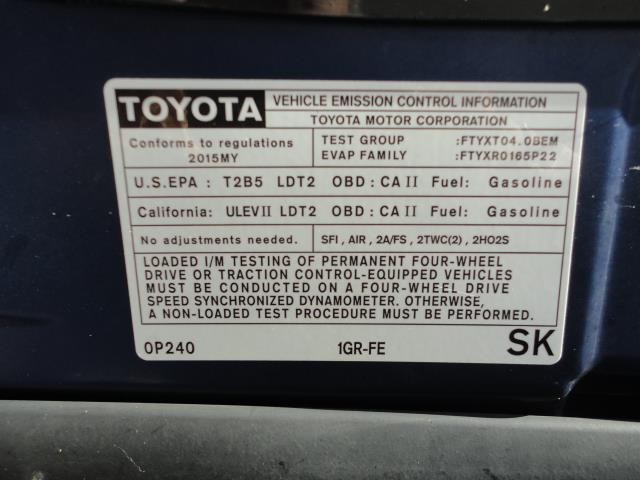 TOYOTA VEHICLE EMISSION CONTROL INFORMATION
TOYOTA MOTOR CORPORATION
Conforms to regulations
2015MY
TEST GROUP :FTYXT04.0BEM
EVAP FAMILY :FTYXR0165P22
U.S.EPA : T2B5 LDT2 OBD : CA II Fuel: Gasoline
California: ULEV II LDT2 OBD : CA II Fuel: Gasoline
No adjustments needed. SFI , AIR , 2A/FS , 2TWC(2) , 2HO2S
LOADED I/M TESTING OF PERMANENT FOUR-WHEEL
DRIVE OR TRACTION CONTROL-EQUIPPED VEHICLES
MUST BE CONDUCTED ON A FOUR-WHEEL DRIVE
SPEED SYNCHRONIZED DYNAMOMETER. OTHERWISE,
A NON-LOADED TEST PROCEDURE MUST BE PERFORMED.
0P240 1GR-FE SK